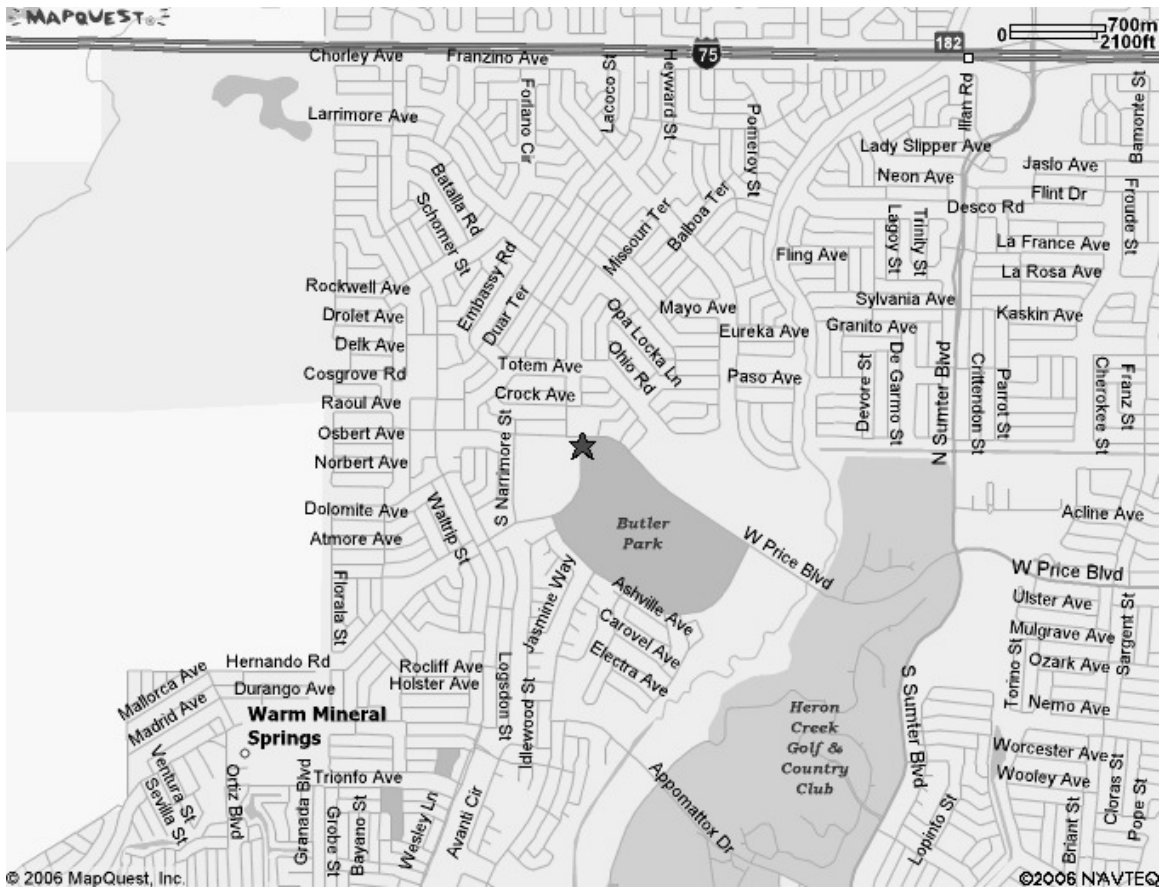 MAPQUEST
0 700m
2100ft
182
75
Chorley Ave
Franzino Ave
Lacoco St
Heyward St
Forlano Cir
Larrimore Ave
Pomeroy St
Lady Slipper Ave
Bamonte St
Jaslo Ave
Neon Ave
Flint Dr
Desco Rd
Batalla Rd
Schorner St
Missouri Ter
Balboa Ter
Lagoy St
Trinity St
La France Ave
Fling Ave
La Rosa Ave
Rockwell Ave
Embassy Rd
Duar Ter
Sylvania Ave
Mayo Ave
Opa Locka Ln
Kaskin Ave
Drolet Ave
Eureka Ave
Granito Ave
Delk Ave
Ohio Rd
Totem Ave
Paso Ave
Cosgrove Rd
Devore St
De Garmo St
N Sumter Blvd
Crittendon St
Parrot St
Cherokee St
Franz St
Crock Ave
Raoul Ave
Osbert Ave
Norbert Ave
S Narrimore St
Dolomite Ave
Waltrip St
Atmore Ave
Butler
Park
W Price Blvd
Acline Ave
W Price Blvd
Florala St
Jasmine Way
Ashville Ave
Ulster Ave
Carovel Ave
Mulgrave Ave
Sargent St
Electra Ave
Torino St
Ozark Ave
Nemo Ave
Hernando Rd
Rocliff Ave
Mallorca Ave
Durango Ave
Holster Ave
Logsdon St
Idlewood St
S Sumter Blvd
Madrid Ave
Warm Mineral
Springs
Heron
Creek
Golf &
Country
Club
Worcester Ave
Wooley Ave
Ventura St
Sevilla St
Ortiz Blvd
Granada Blvd
Trionfo Ave
Grobe St
Bayano St
Wesley Ln
Avanti Cir
Appomattox Dr
Lopinto St
Briant St
Cloras St
Pope St
© 2006 MapQuest, Inc.
©2006 NAVTEQ